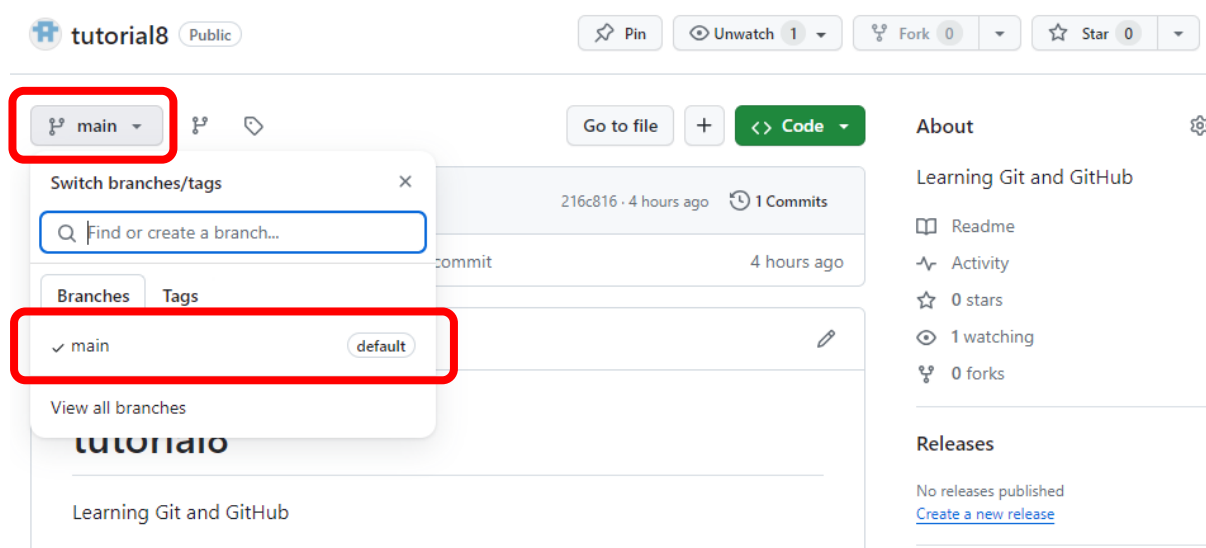 tutorial8 Public Pin Unwatch 1 Fork 0 Star 0
main Go to file + Code About
Switch branches/tags
216c816 · 4 hours ago 1 Commits
Learning Git and GitHub
Find or create a branch...
Readme
commit 4 hours ago
Activity
Branches Tags
0 stars
main default
1 watching
0 forks
View all branches
tutorial8
Releases
No releases published
Create a new release
Learning Git and GitHub